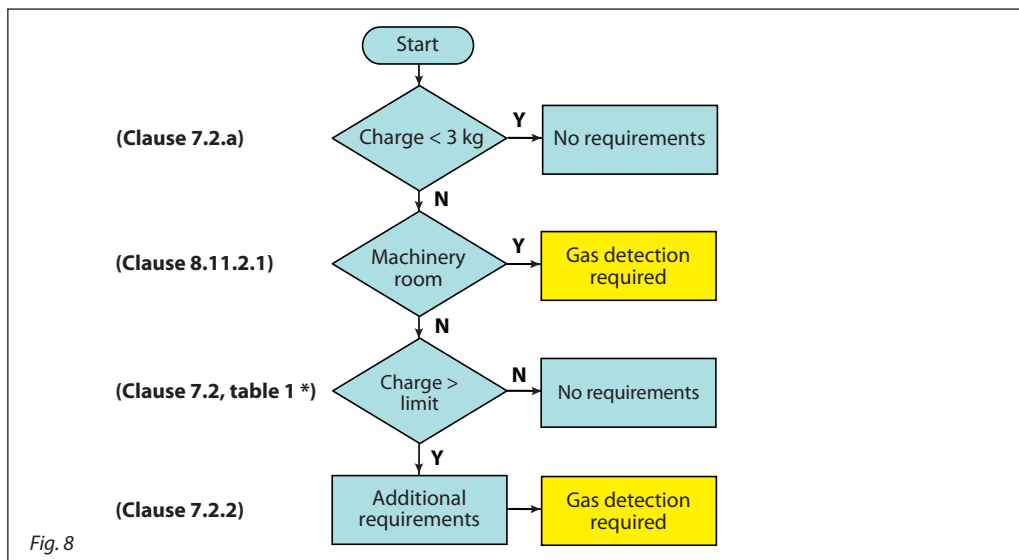 Start
(Clause 7.2.a)
Charge < 3 kg
Y
No requirements
N
(Clause 8.11.2.1)
Machinery
room
Y
Gas detection
required
N
(Clause 7.2, table 1 *)
Charge >
limit
N
No requirements
Y
(Clause 7.2.2)
Additional
requirements
Gas detection
required
Fig. 8